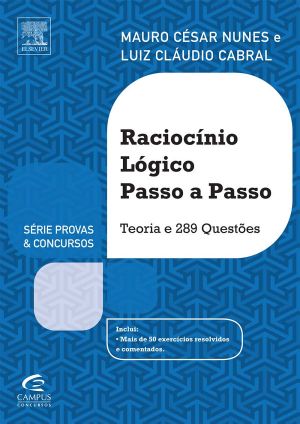 ELSEVIER
MAURO CÉSAR NUNES e
LUIZ CLÁUDIO CABRAL
Raciocínio
Lógico
Passo a Passo
Teoria e 289 Questões
SÉRIE PROVAS
& CONCURSOS
Inclui:
• Mais de 50 exercícios resolvidos
e comentados.
CAMPUS
CONCURSOS